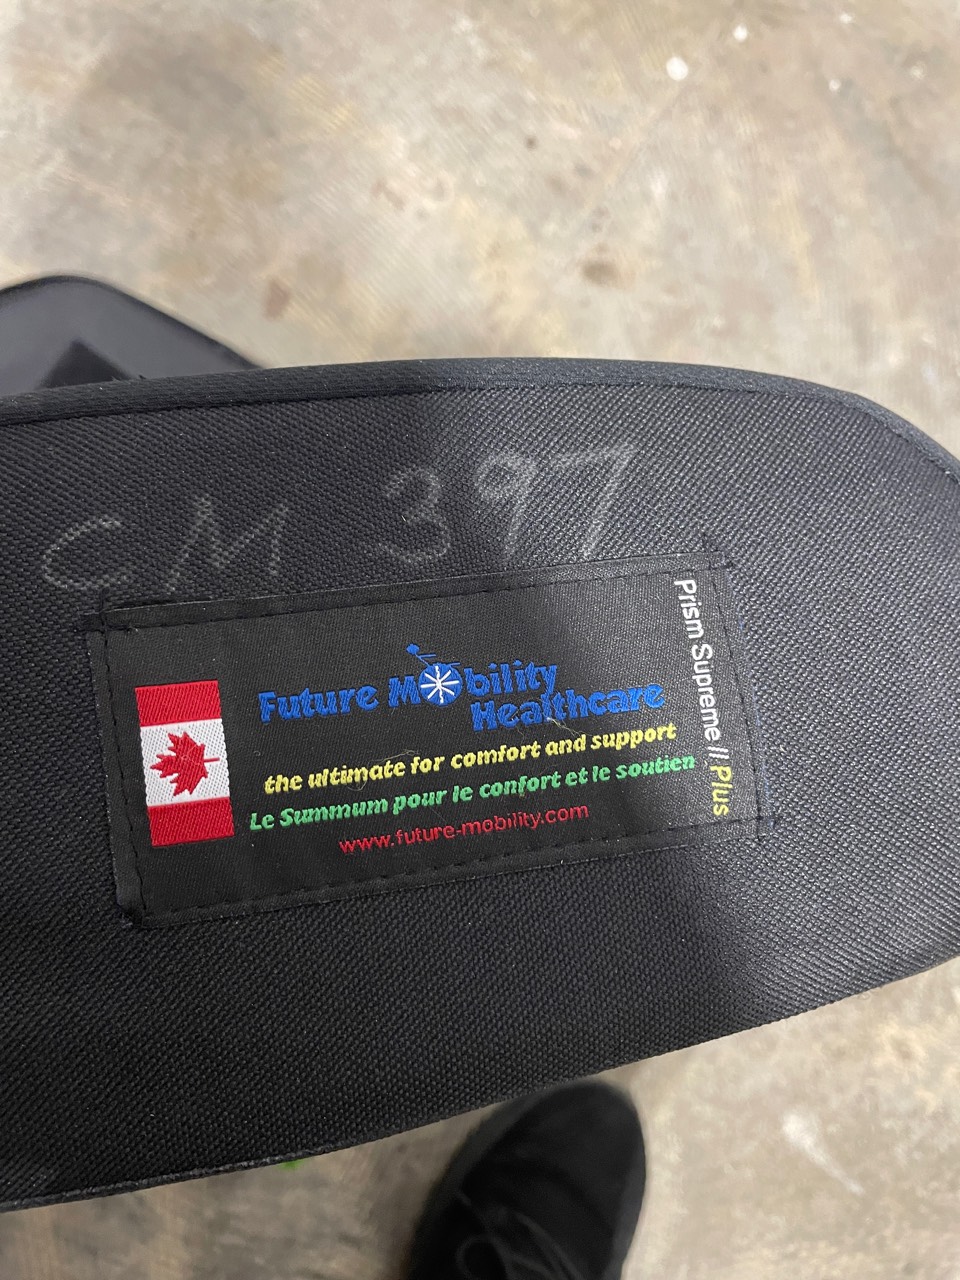 CM 397
Future Mobility
Healthcare
the ultimate for comfort and support
Le Summum pour le confort et le soutien
www.future-mobility.com
Prism Supreme // Plus